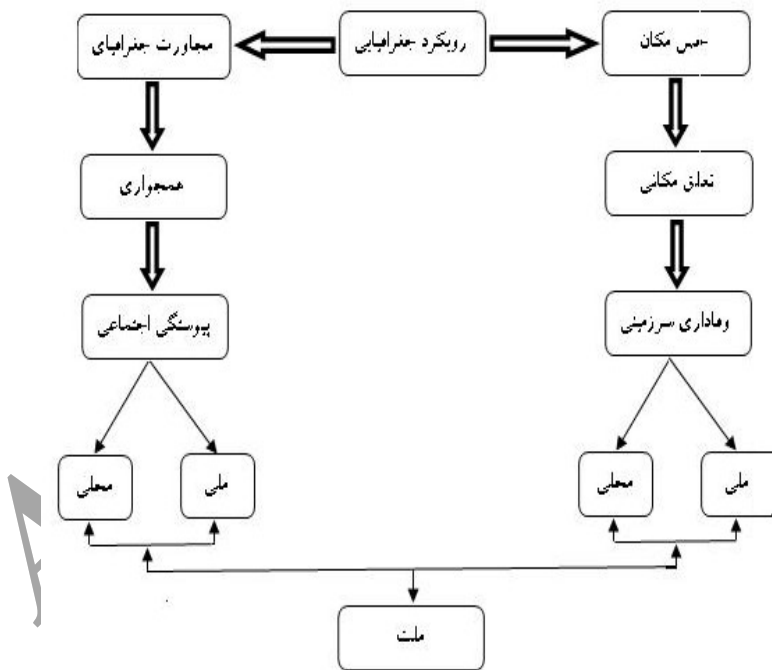 حس مکان
رویکرد جغرافیایی
مجاورت جغرافیای
تعلق مکانی
همجواری
وفاداری سرزمینی
پیوستگی اجتماعی
ملی
محلی
ملی
محلی
ملت